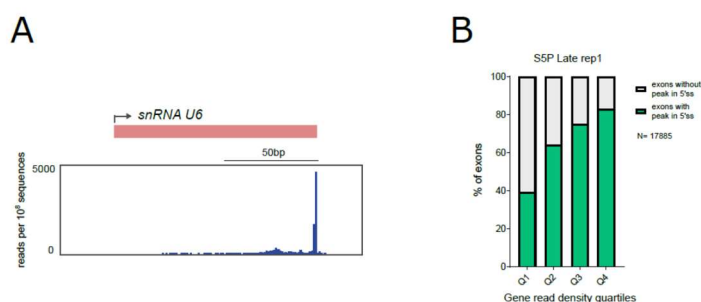 A
snRNA U6
50bp
5000
0
reads per 10⁸ sequences
B
S5P Late rep1
100
80
60
40
20
0
% of exons
Q1
Q2
Q3
Q4
Gene read density quartiles
exons without
peak in 5'ss
exons with
peak in 5'ss
N= 17885